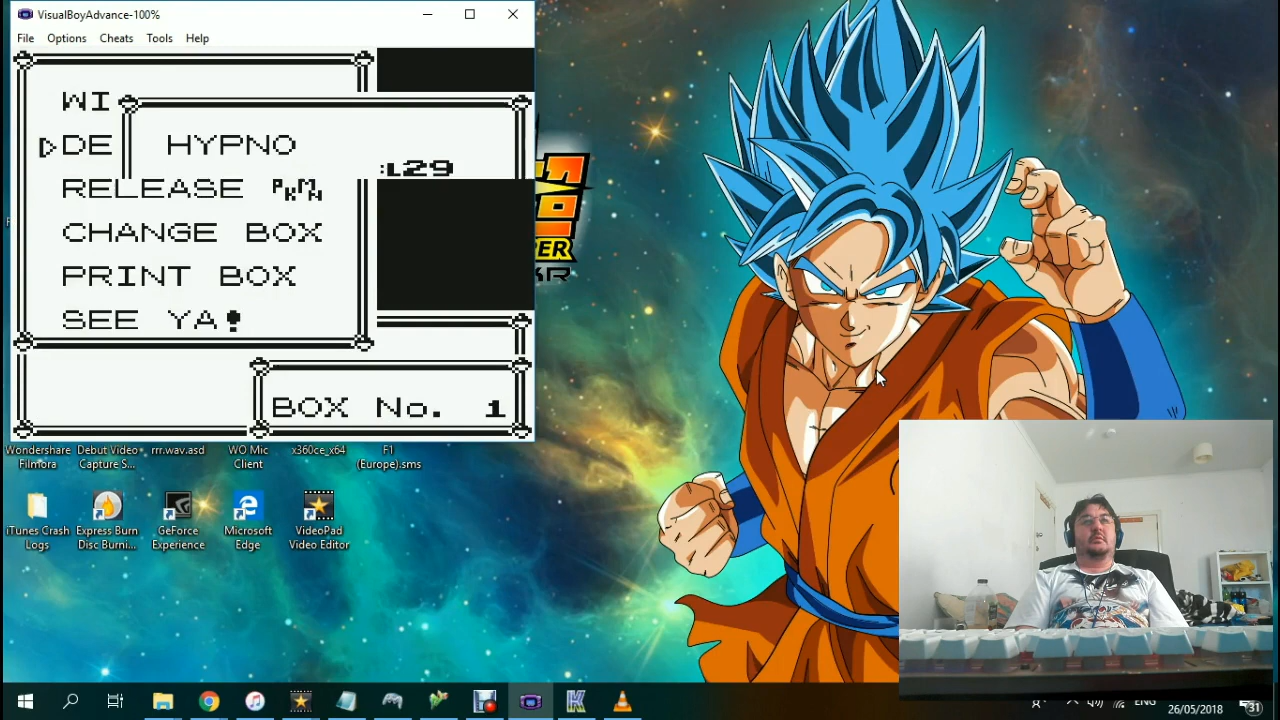 VisualBoyAdvance-100%
File Options Cheats Tools Help
WI
DE HYPNO
:L29
RELEASE PKMN
CHANGE BOX
PRINT BOX
SEE YA!
BOX No. 1
Wondershare Filmora
Debut Video Capture S...
rrr.wav.asd
WO Mic Client
x360ce_x64
F1 (Europe).sms
iTunes Crash Logs
Express Burn Disc Burni...
GeForce Experience
Microsoft Edge
VideoPad Video Editor
ENG
26/05/2018
31